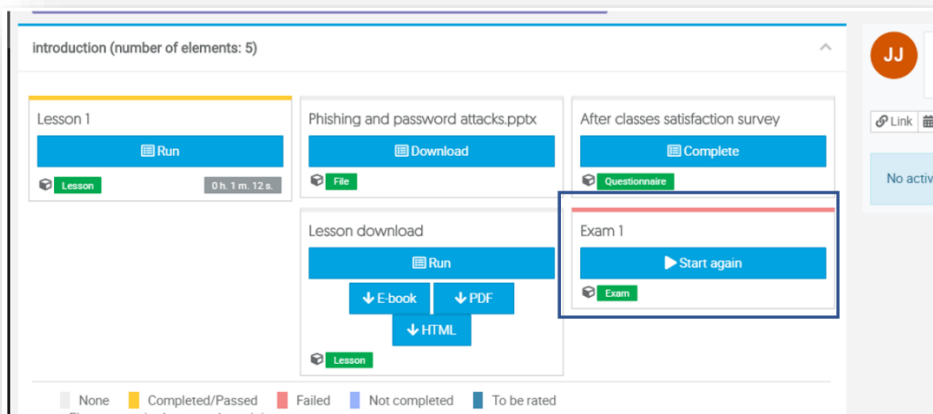 introduction (number of elements: 5)
JJ
Lesson 1
Run
Lesson
0 h. 1 m. 12 s.
Phishing and password attacks.pptx
Download
File
After classes satisfaction survey
Complete
Questionnaire
Link
No activ
Lesson download
Run
E-book
PDF
HTML
Lesson
Exam 1
Start again
Exam
None
Completed/Passed
Failed
Not completed
To be rated